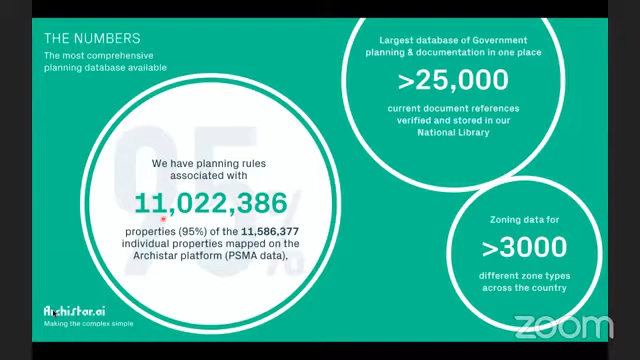 THE NUMBERS
The most comprehensive
planning database available
95%
We have planning rules
associated with
11,022,386
properties (95%) of the 11,586,377
individual properties mapped on the
Archistar platform (PSMA data),
Largest database of Government
planning & documentation in one place
>25,000
current document references
verified and stored in our
National Library
Zoning data for
>3000
different zone types
across the country
Archistar.ai
Making the complex simple
zoom